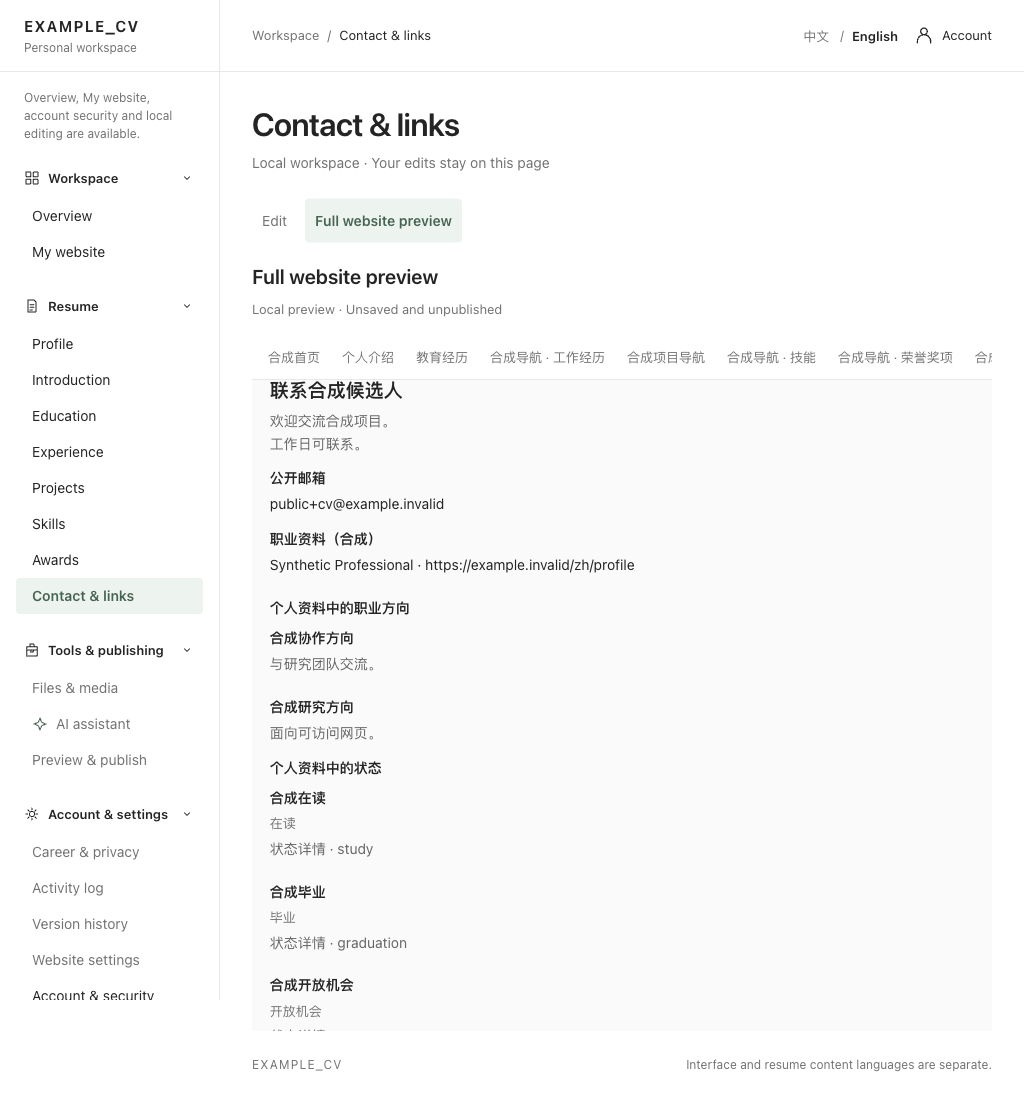 EXAMPLE_CV
Personal workspace
Workspace / Contact & links
中文 / English
Account
Overview, My website,
account security and local
editing are available.
Workspace
Overview
My website
Resume
Profile
Introduction
Education
Experience
Projects
Skills
Awards
Contact & links
Tools & publishing
Files & media
AI assistant
Preview & publish
Account & settings
Career & privacy
Activity log
Version history
Website settings
Account & security
Contact & links
Local workspace · Your edits stay on this page
Edit
Full website preview
Full website preview
Local preview · Unsaved and unpublished
合成首页 个人介绍 教育经历 合成导航 · 工作经历 合成项目导航 合成导航 · 技能 合成导航 · 荣誉奖项
联系合成候选人
欢迎交流合成项目。
工作日可联系。
公开邮箱
public+cv@example.invalid
职业资料（合成）
Synthetic Professional · https://example.invalid/zh/profile
个人资料中的职业方向
合成协作方向
与研究团队交流。
合成研究方向
面向可访问网页。
个人资料中的状态
合成在读
在读
状态详情 · study
合成毕业
毕业
状态详情 · graduation
合成开放机会
开放机会
EXAMPLE_CV
Interface and resume content languages are separate.